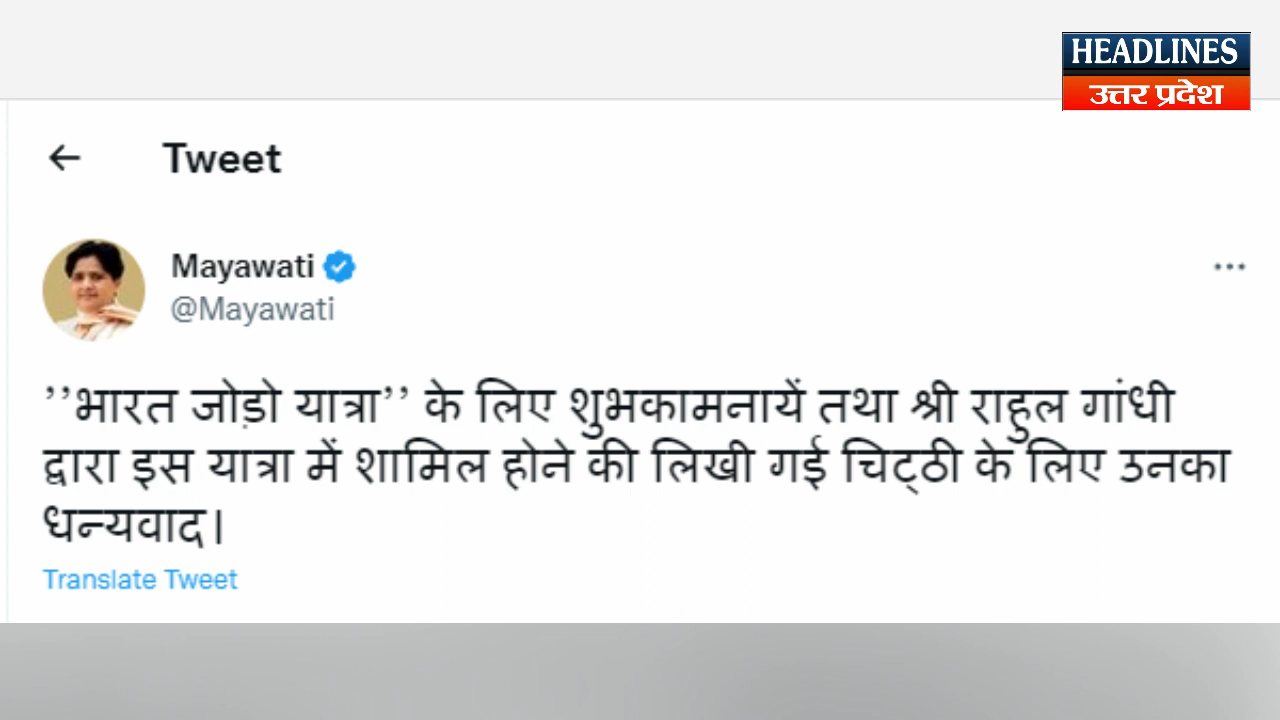 HEADLINES
उत्तर प्रदेश
← Tweet
Mayawati
@Mayawati
’’भारत जोड़ो यात्रा’’ के लिए शुभकामनायें तथा श्री राहुल गांधी
द्वारा इस यात्रा में शामिल होने की लिखी गई चिट्ठी के लिए उनका
धन्यवाद।
Translate Tweet